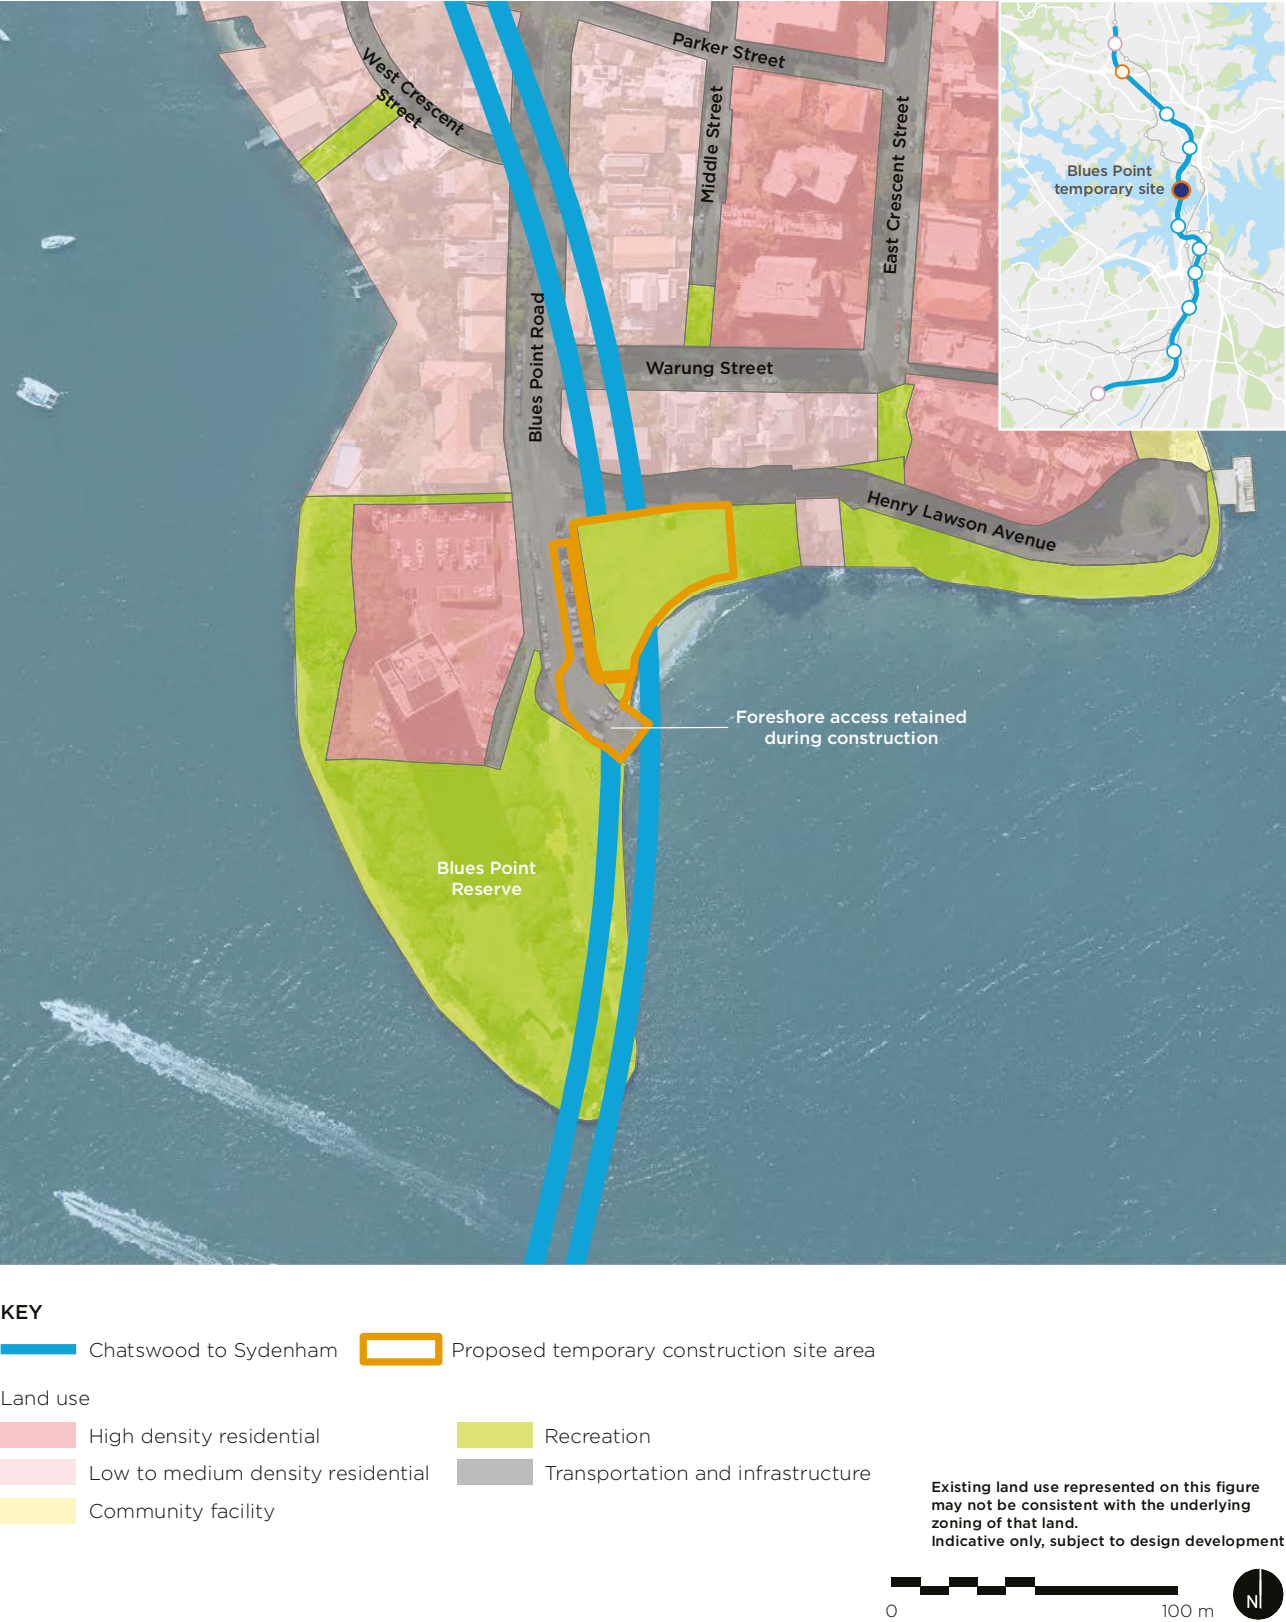 Parker Street
West Crescent
Street
Middle Street
East Crescent Street
Blues Point
temporary site
Blues Point Road
Warung Street
Henry Lawson Avenue
Foreshore access retained
during construction
Blues Point
Reserve
KEY
Chatswood to Sydenham
Proposed temporary construction site area
Land use
High density residential
Recreation
Low to medium density residential
Transportation and infrastructure
Community facility
Existing land use represented on this figure
may not be consistent with the underlying
zoning of that land.
Indicative only, subject to design development
0
100 m
N